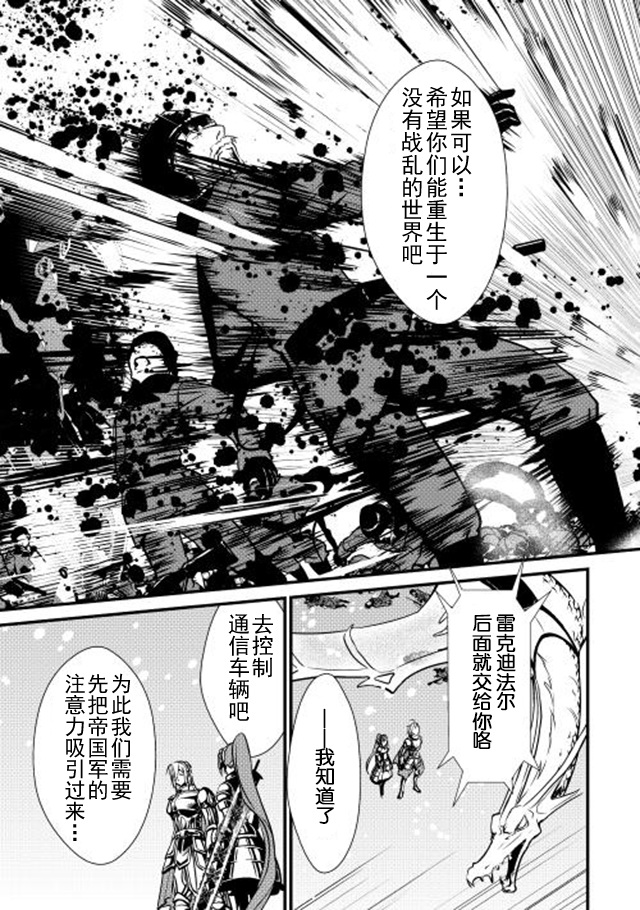 如果可以…
希望你们能重生于一个
没有战乱的世界吧
雷克迪法尔
后面就交给你咯
——我知道了
去控制
通信车辆吧
为此我们需要
先把帝国军的
注意力吸引过来…